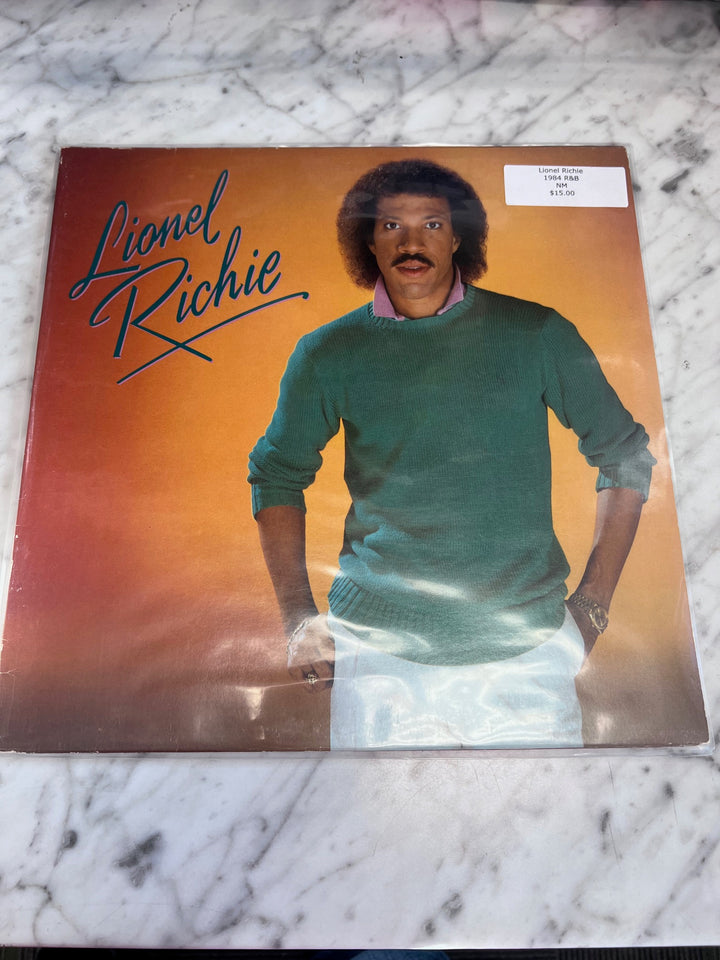 Lionel
Richie
Lionel Richie
1984 R&B
NM
$15.00